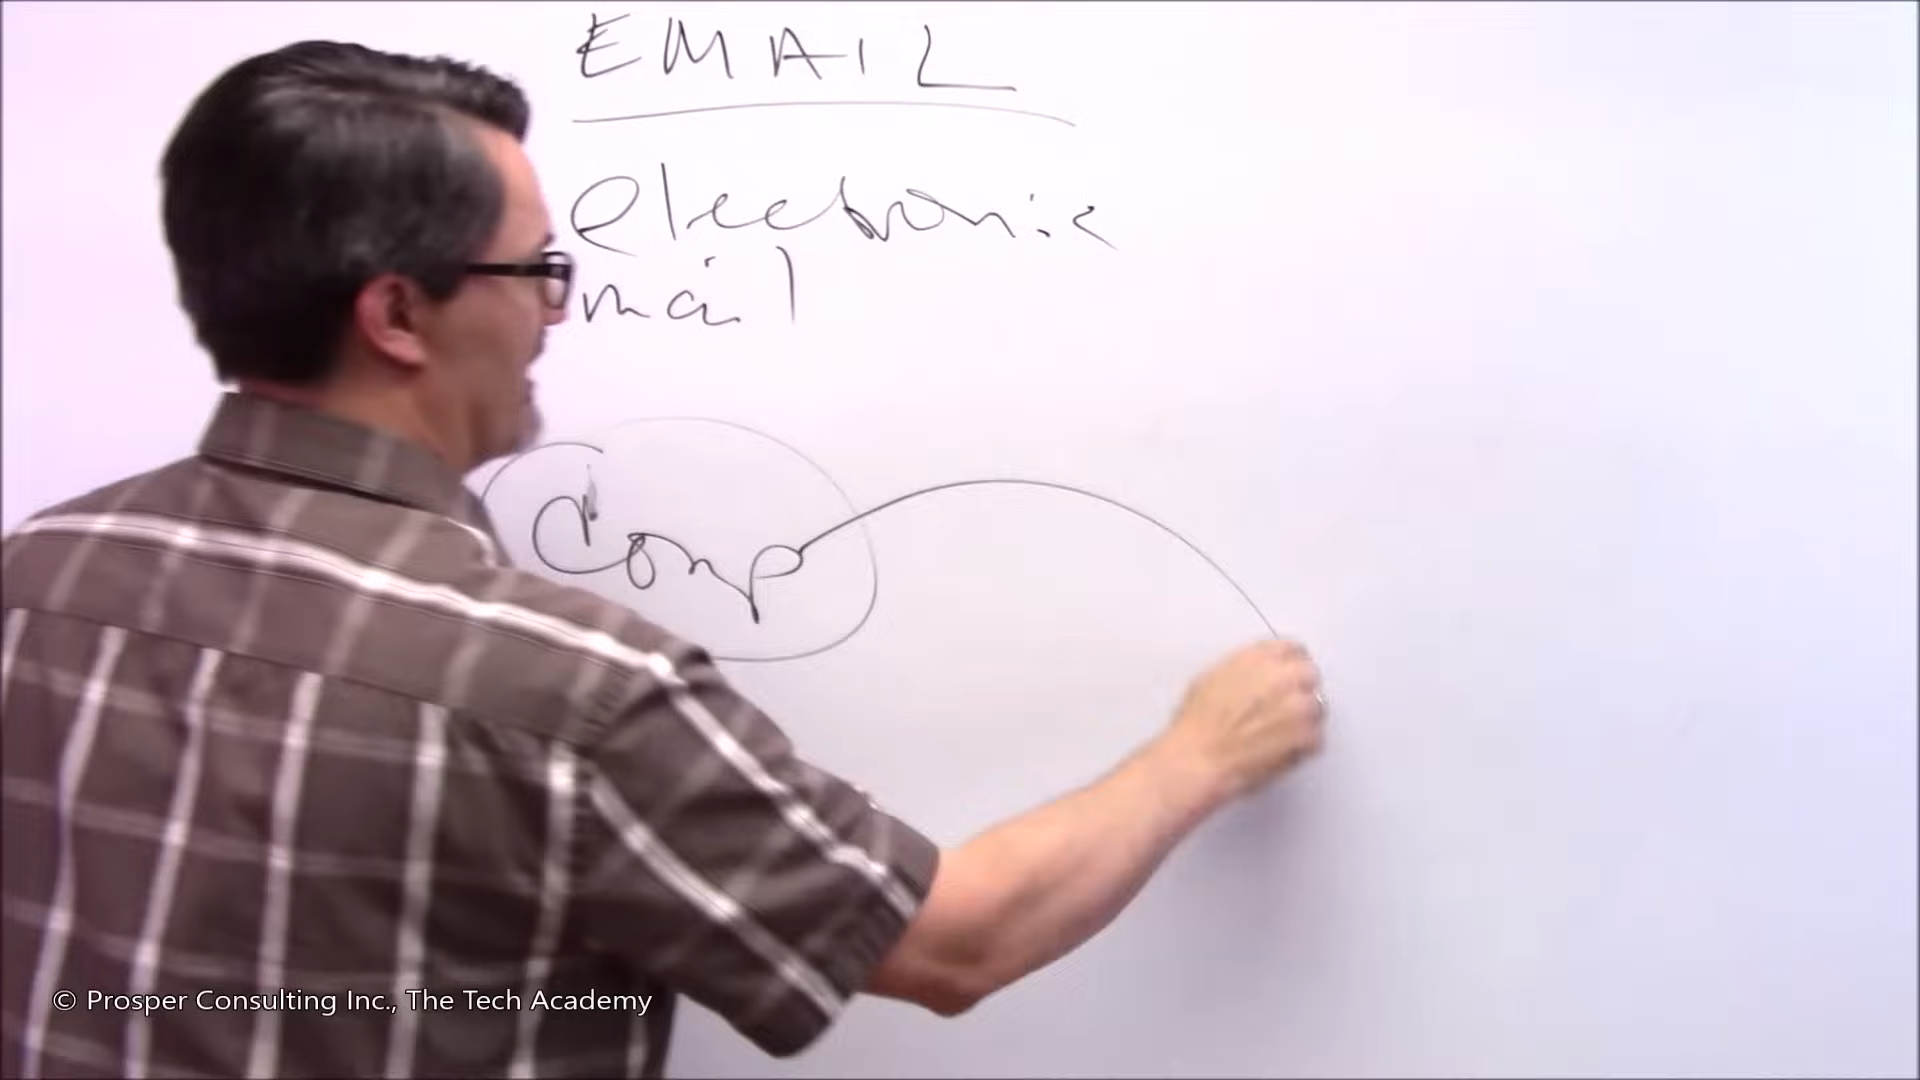 EMAIL
electronic
mail
Comp
© Prosper Consulting Inc., The Tech Academy